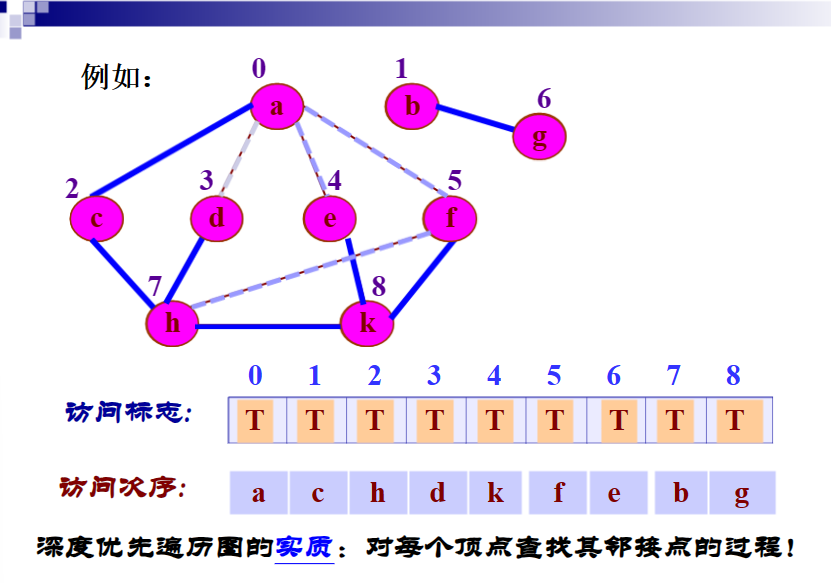 例如：
0 1
a b 6
g
2 3 4 5
c d e f
7 8
h k
0 1 2 3 4 5 6 7 8
访问标志: T T T T T T T T T
访问次序: a c h d k f e b g
深度优先遍历图的实质：对每个顶点查找其邻接点的过程!